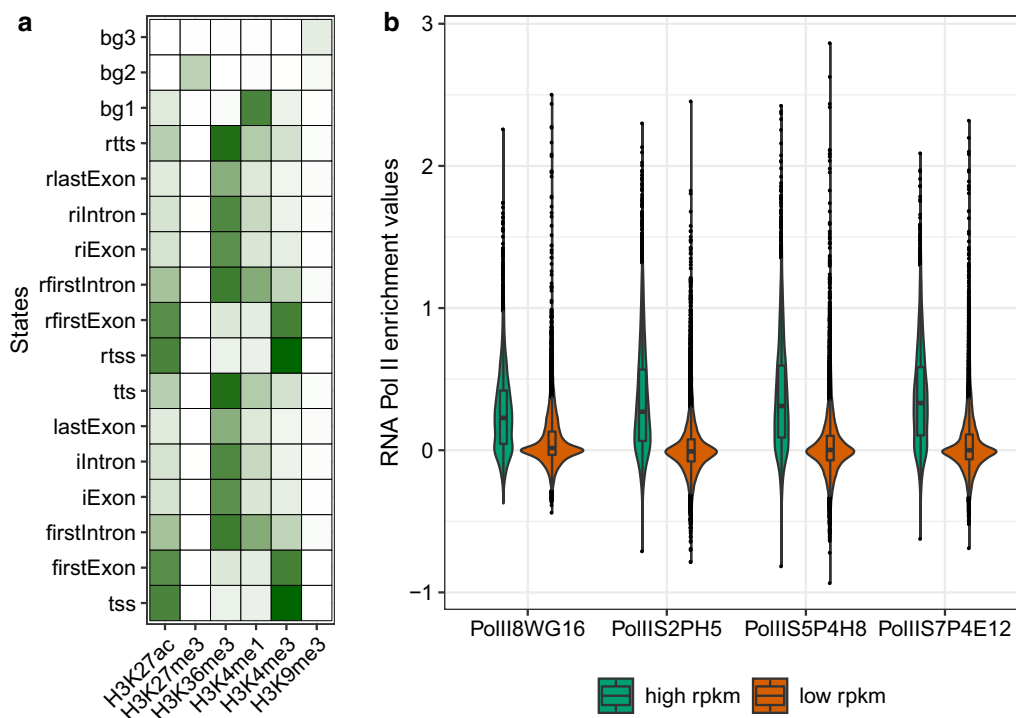 a
States
bg3
bg2
bg1
rtts
rlastExon
riIntron
riExon
rfirstIntron
rfirstExon
rtss
tts
lastExon
iIntron
iExon
firstIntron
firstExon
tss
H3K27ac
H3K27me3
H3K36me3
H3K4me1
H3K4me3
H3K9me3
b
RNA Pol II enrichment values
3
2
1
0
−1
PolII8WG16
PolIIS2PH5
PolIIS5P4H8
PolIIS7P4E12
high rpkm
low rpkm